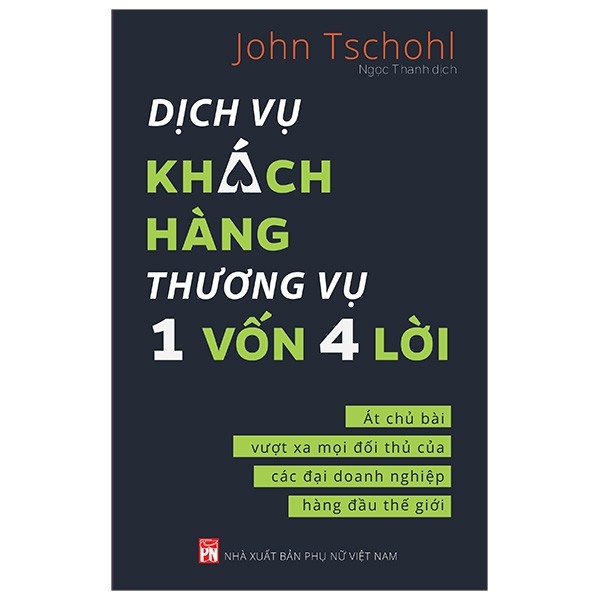 John Tschohl
Ngọc Thanh dịch
DỊCH VỤ
KHÁCH
HÀNG
THƯƠNG VỤ
1 VỐN 4 LỜI
Át chủ bài
vượt xa mọi đối thủ của
các đại doanh nghiệp
hàng đầu thế giới
PN
NHÀ XUẤT BẢN PHỤ NỮ VIỆT NAM